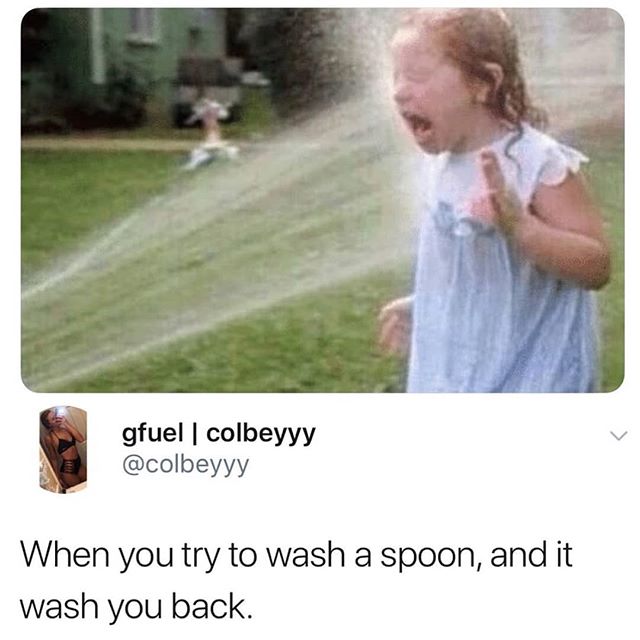 gfuel | colbeyyy
@colbeyyy
When you try to wash a spoon, and it
wash you back.